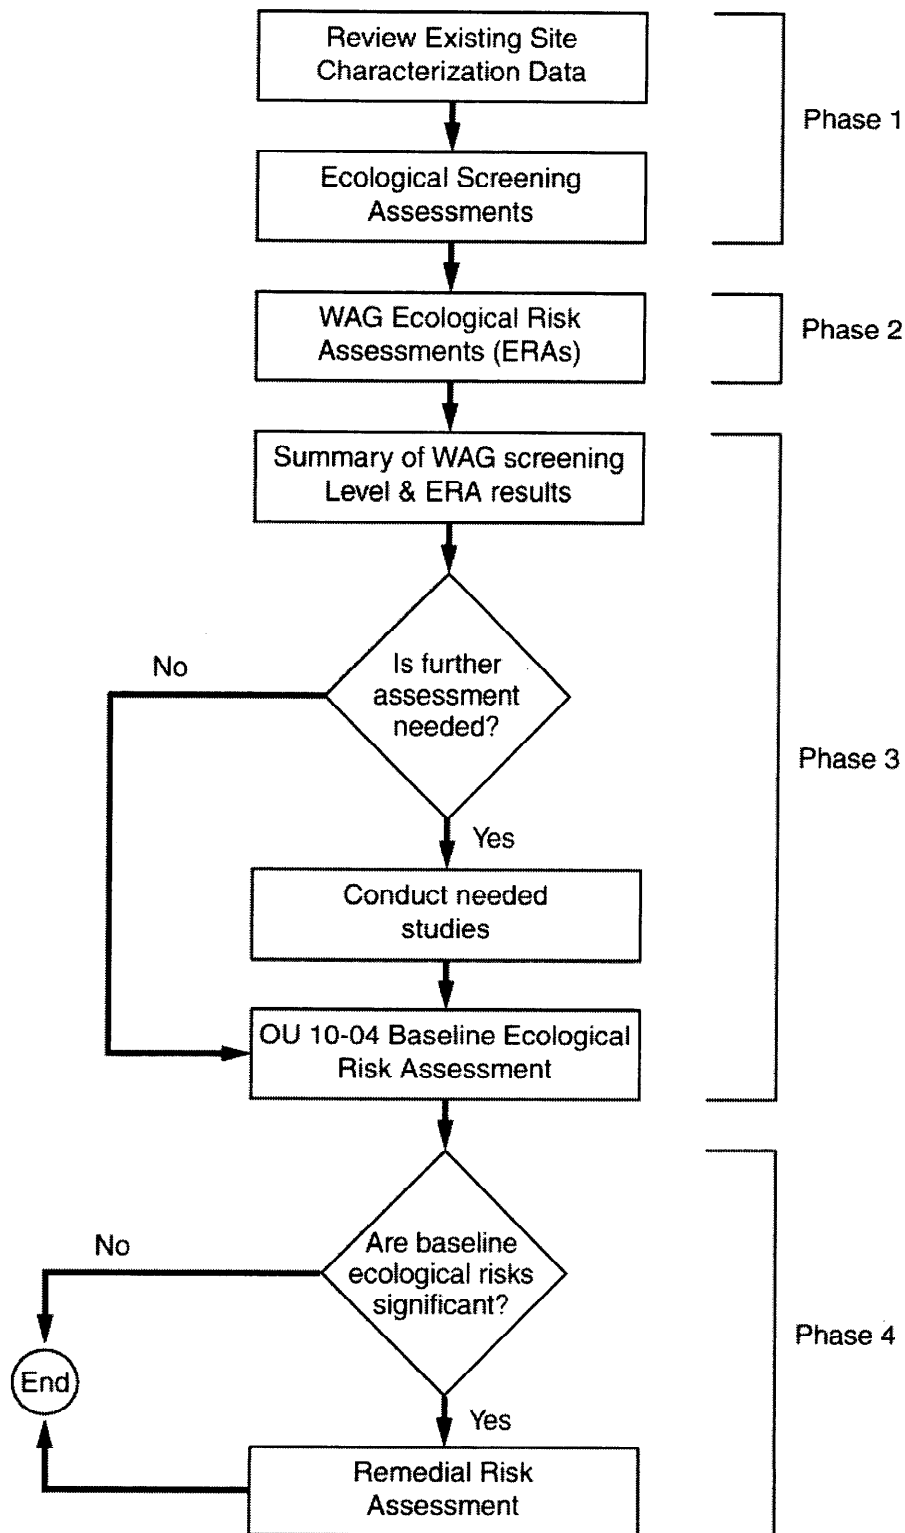 Review Existing Site
Characterization Data
Phase 1
Ecological Screening
Assessments
WAG Ecological Risk
Assessments (ERAs)
Phase 2
Summary of WAG screening
Level & ERA results
No
Is further
assessment
needed?
Phase 3
Yes
Conduct needed
studies
OU 10-04 Baseline Ecological
Risk Assessment
No
Are baseline
ecological risks
significant?
Phase 4
End
Yes
Remedial Risk
Assessment